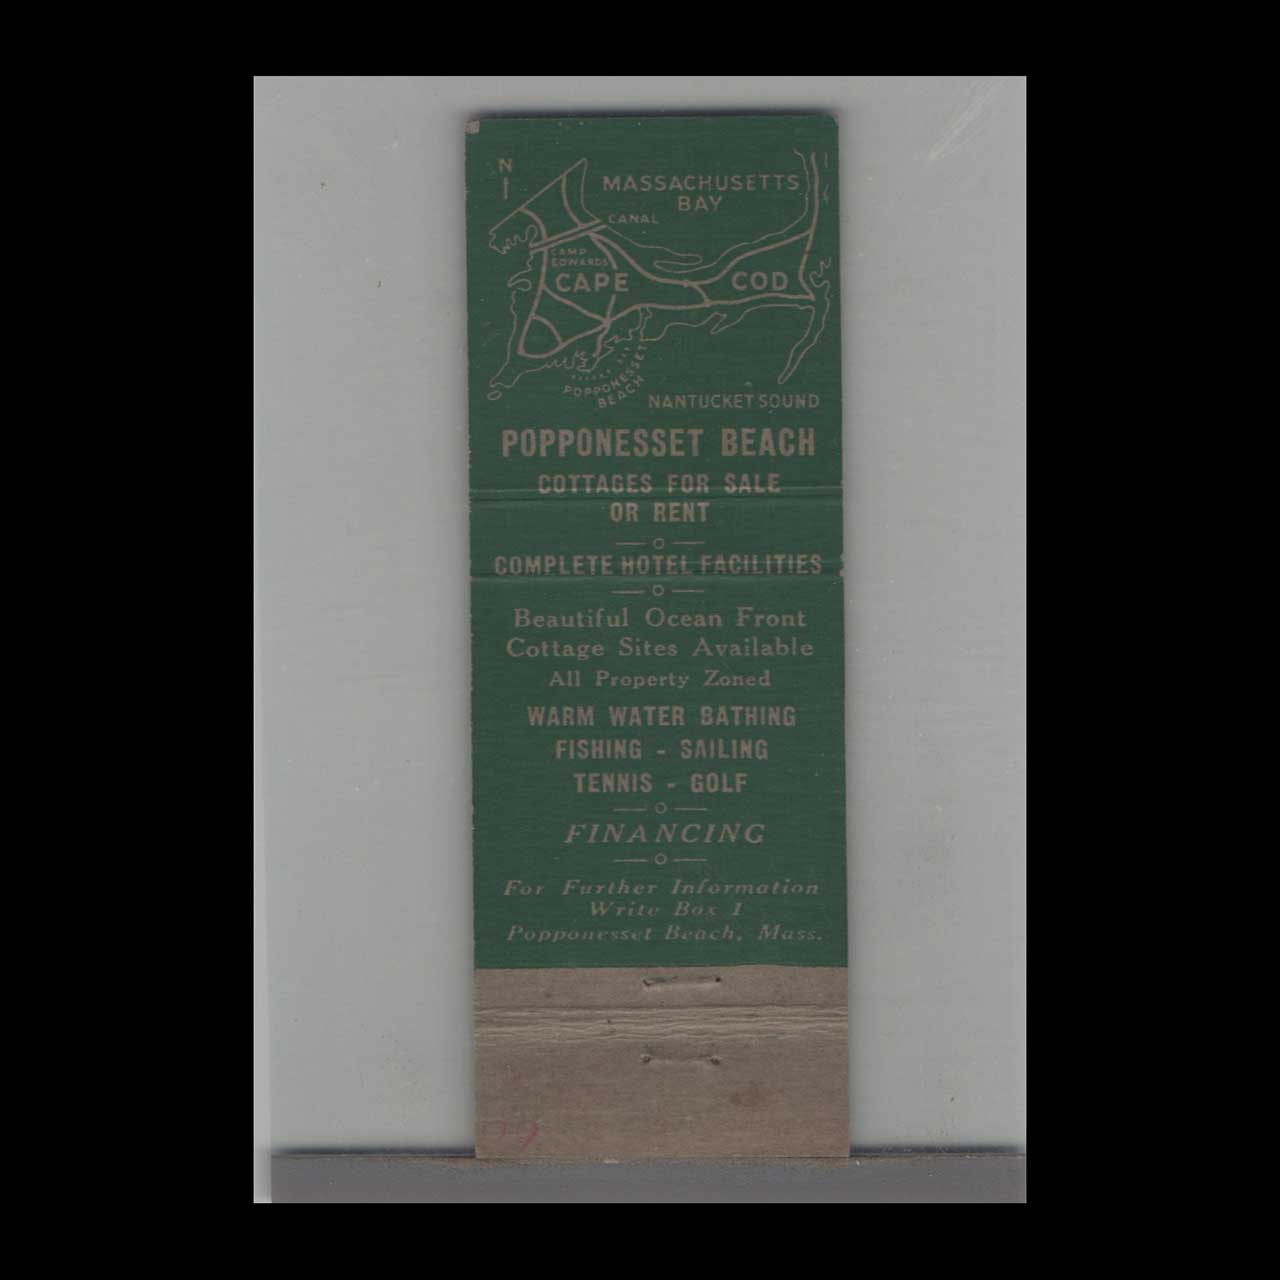 N
MASSACHUSETTS
BAY
CANAL
CAMP
EDWARDS
CAPE COD
POPPONESSET
BEACH
NANTUCKET SOUND
POPPONESSET BEACH
COTTAGES FOR SALE
OR RENT
COMPLETE HOTEL FACILITIES
Beautiful Ocean Front
Cottage Sites Available
All Property Zoned
WARM WATER BATHING
FISHING - SAILING
TENNIS - GOLF
FINANCING
For Further Information
Write Box 1
Popponesset Beach, Mass.